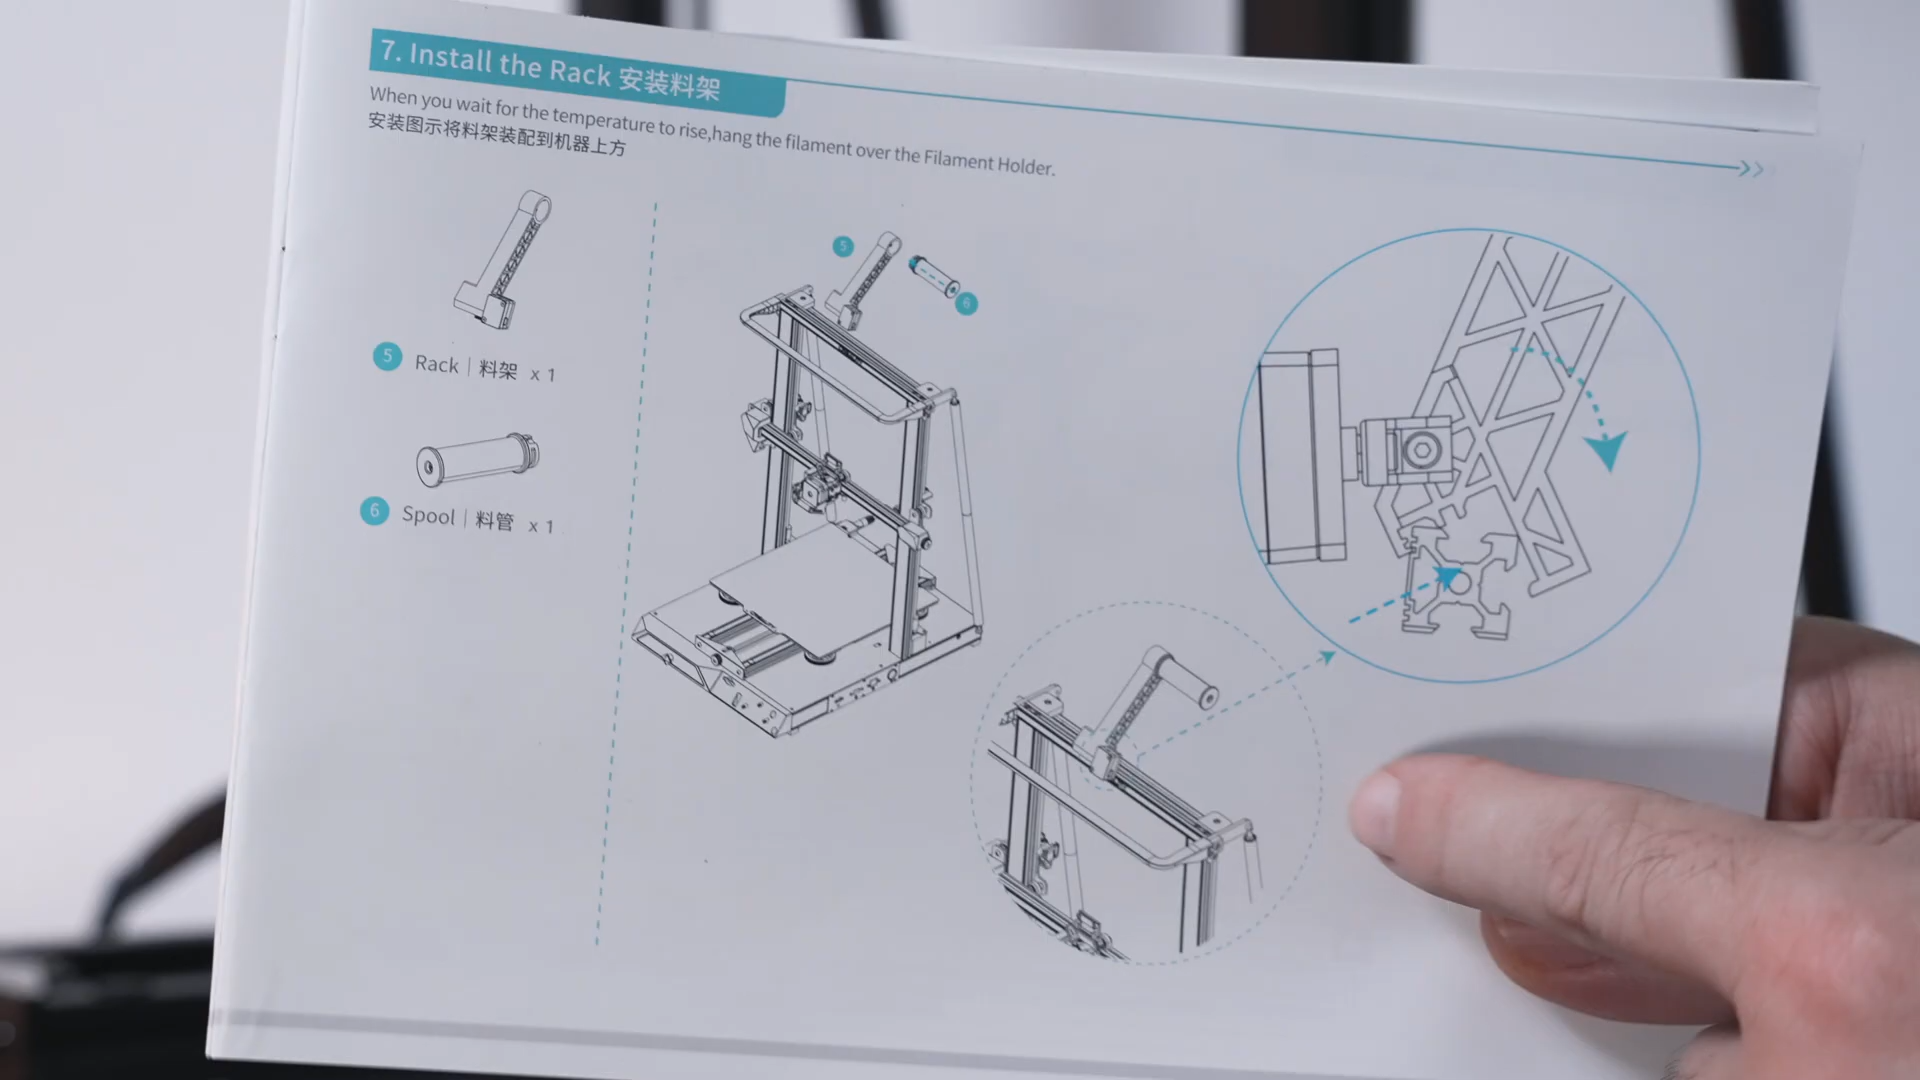 7. Install the Rack 安装料架
When you wait for the temperature to rise,hang the filament over the Filament Holder.
安装图示将料架装配到机器上方
5
6
5 Rack | 料架 x 1
6 Spool | 料管 x 1